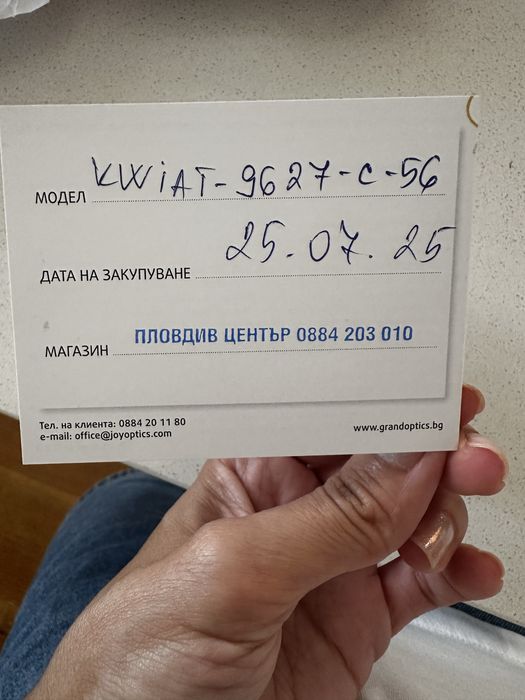 МОДЕЛ KWiAT-9627-C-56
ДАТА НА ЗАКУПУВАНЕ 25.07.25
МАГАЗИН ПЛОВДИВ ЦЕНТЪР 0884 203 010
Тел. на клиента: 0884 20 11 80
e-mail: office@joyoptics.com
www.grandoptics.bg